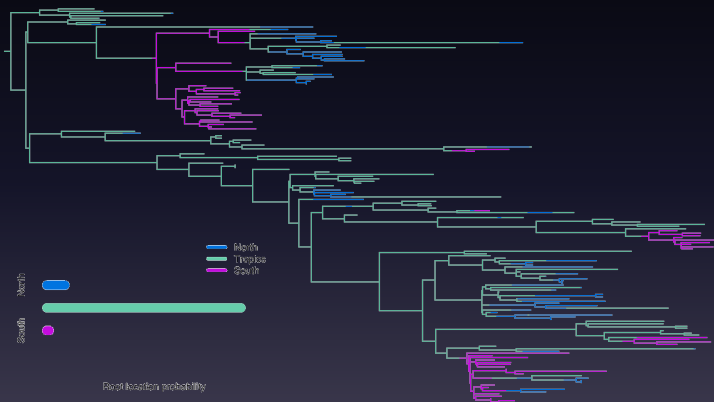 North
Tropics
South
North
South
Root location probability